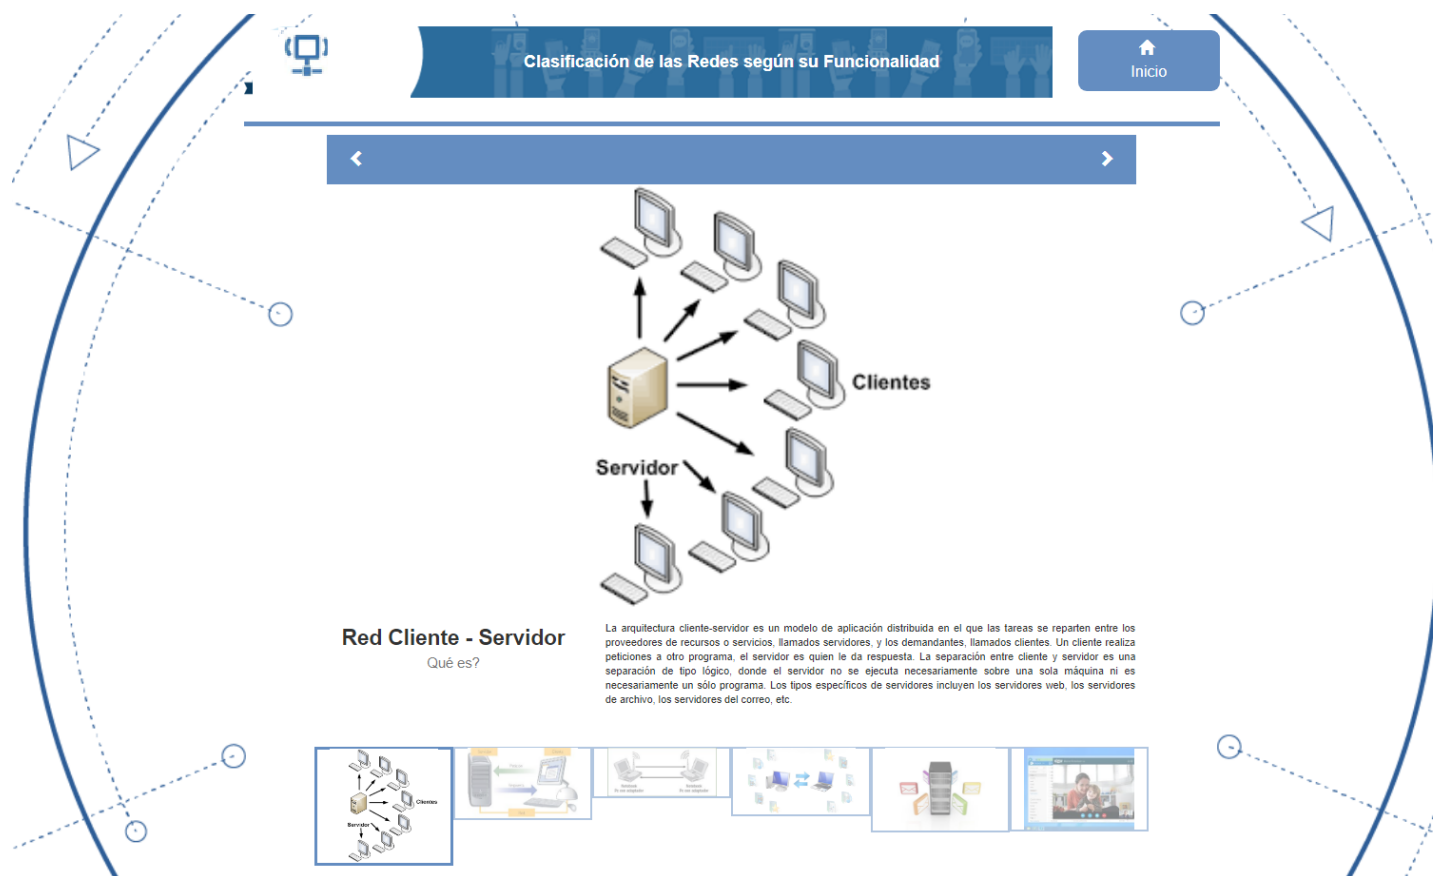 Clasificación de las Redes según su Funcionalidad
Inicio
Clientes
Servidor
Red Cliente - Servidor
Qué es?
La arquitectura cliente-servidor es un modelo de aplicación distribuida en el que las tareas se reparten entre los
proveedores de recursos o servicios, llamados servidores, y los demandantes, llamados clientes. Un cliente realiza
peticiones a otro programa, el servidor es quien le da respuesta. La separación entre cliente y servidor es una
separación de tipo lógico, donde el servidor no se ejecuta necesariamente sobre una sola máquina ni es
necesariamente un sólo programa. Los tipos específicos de servidores incluyen los servidores web, los servidores
de archivo, los servidores del correo, etc.
Clientes
Servidor